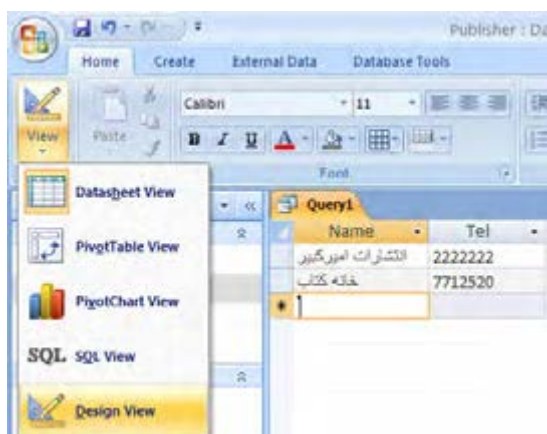 Publisher : Da
Home Create External Data Database Tools
View Paste Calibri 11
B I U A
Font
Datasheet View
PivotTable View
PivotChart View
SQL SQL View
Design View
Query1
Name Tel
انتشارات امیرکبیر 2222222
خانه کتاب 7712520